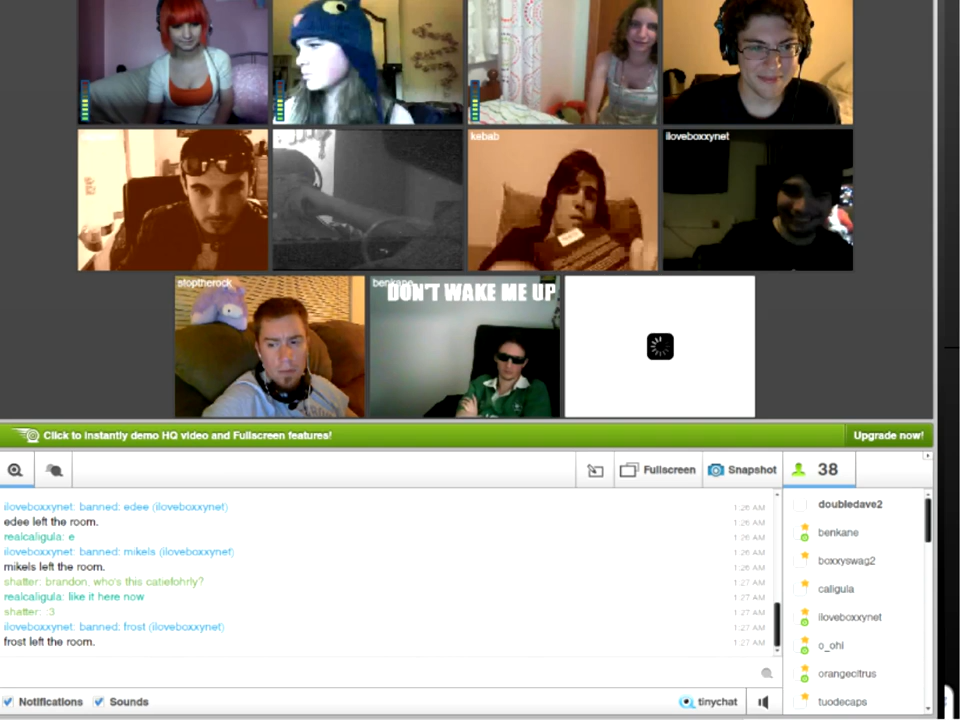 kebab
iloveboxxynet
stoptherock
DON'T WAKE ME UP
Click to instantly demo HQ video and Fullscreen features!
Upgrade now!
Fullscreen
Snapshot
38
iloveboxxynet: banned: edee (iloveboxxynet)
1:26 AM
edee left the room.
1:26 AM
realcaligula: e
1:26 AM
iloveboxxynet: banned: mikels (iloveboxxynet)
1:26 AM
mikels left the room.
1:26 AM
shatter: brandon, who's this catiefohrly?
1:27 AM
realcaligula: like it here now
1:27 AM
shatter: :3
1:27 AM
iloveboxxynet: banned: frost (iloveboxxynet)
1:27 AM
frost left the room.
1:27 AM
doubledave2
benkane
boxxyswag2
caligula
iloveboxxynet
o_ohi
orangecitrus
tuodecaps
Notifications
Sounds
tinychat